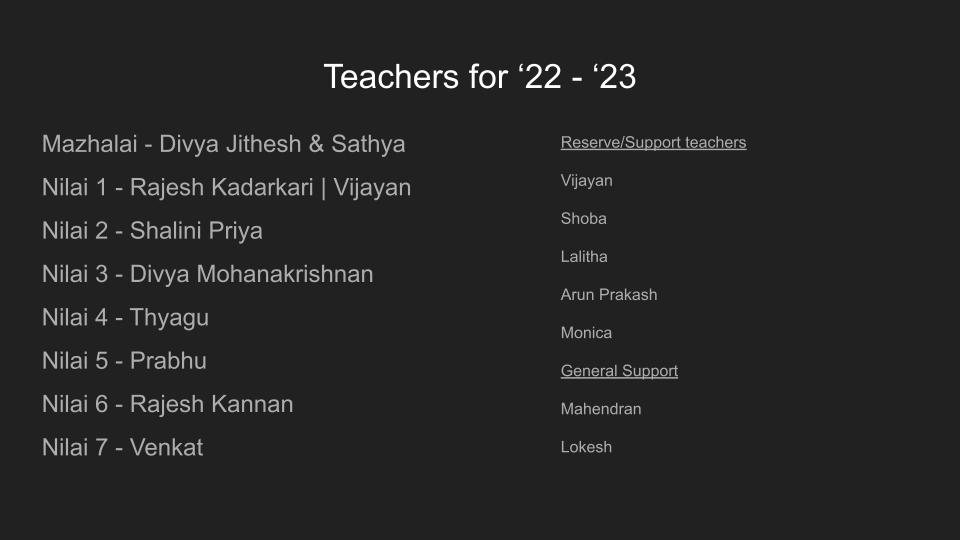 Teachers for ‘22 - ‘23
Mazhalai - Divya Jithesh & Sathya
Nilai 1 - Rajesh Kadarkari | Vijayan
Nilai 2 - Shalini Priya
Nilai 3 - Divya Mohanakrishnan
Nilai 4 - Thyagu
Nilai 5 - Prabhu
Nilai 6 - Rajesh Kannan
Nilai 7 - Venkat
Reserve/Support teachers
Vijayan
Shoba
Lalitha
Arun Prakash
Monica
General Support
Mahendran
Lokesh